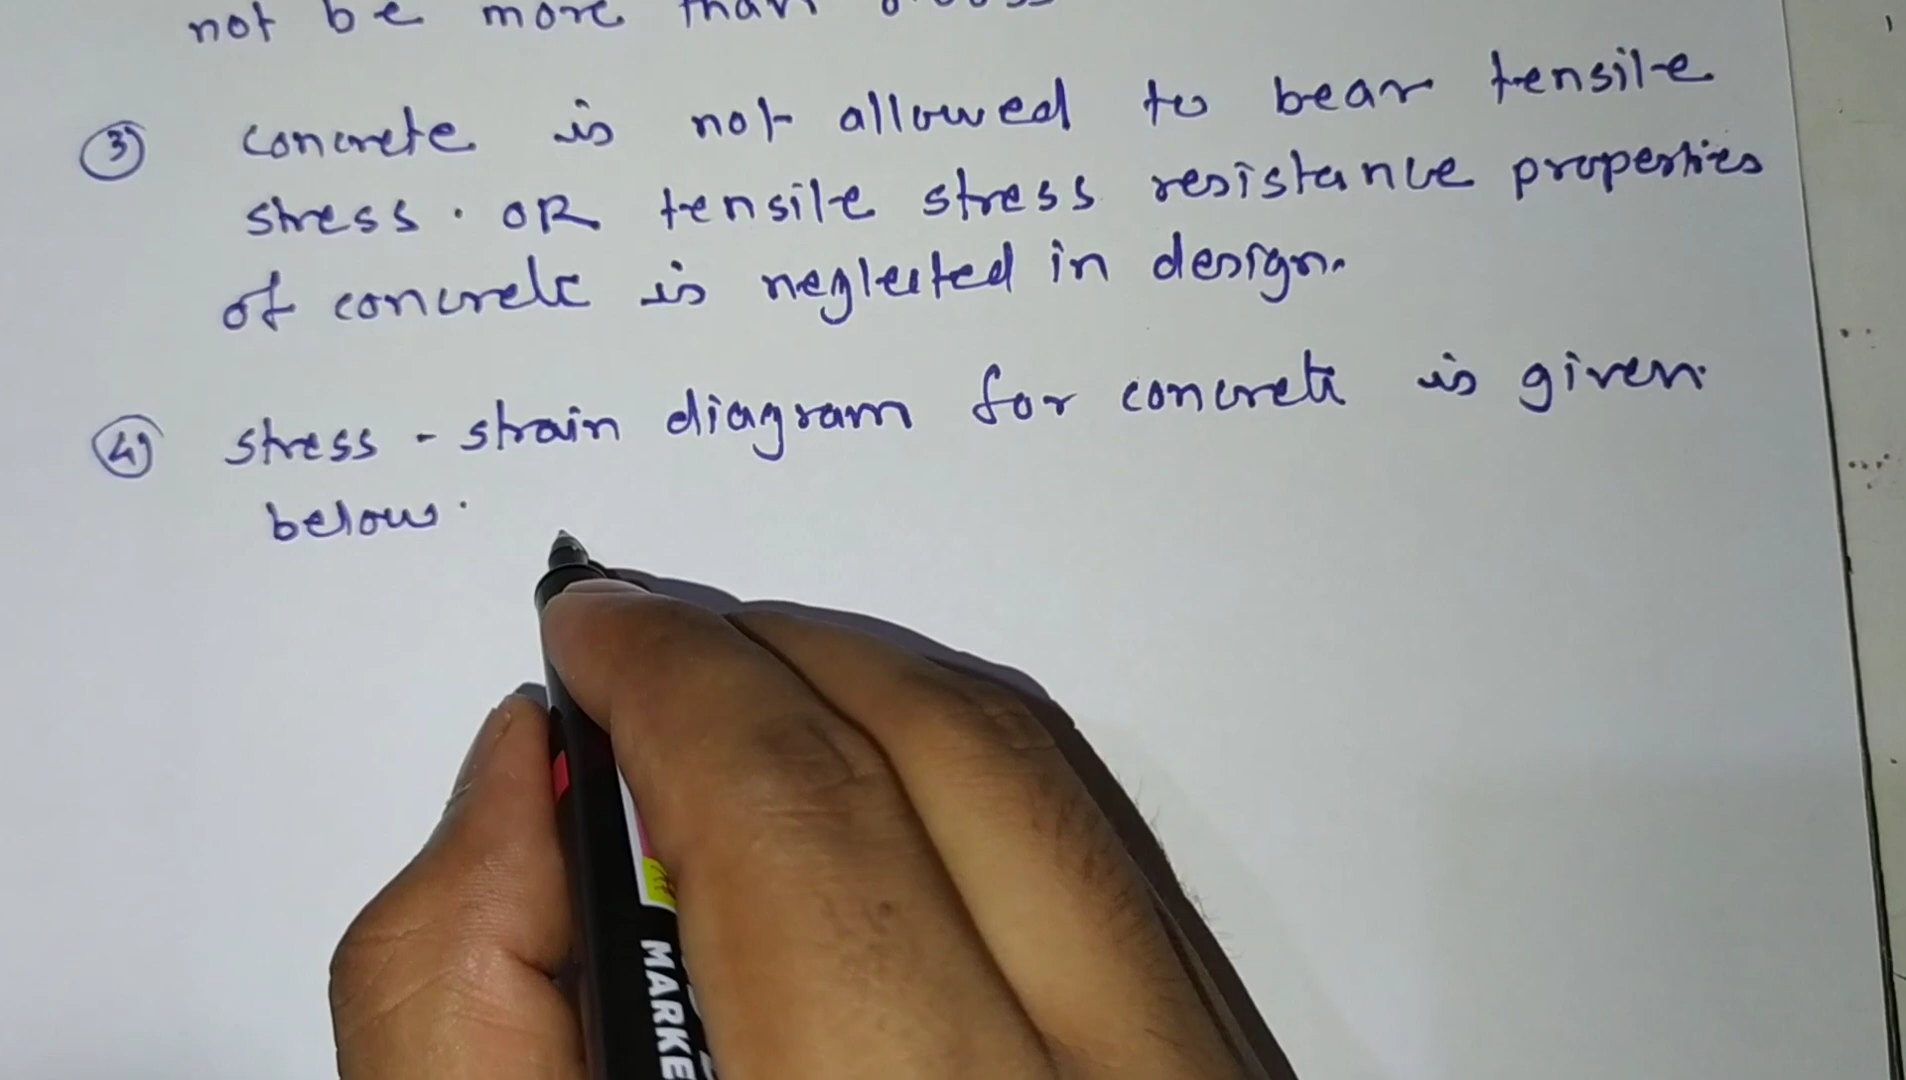 not be more than
③ concrete is not allowed to bear tensile
stress. OR tensile stress resistance properties
of concrete is neglected in design.
④ stress - strain diagram for concrete is given
below.
MARKE